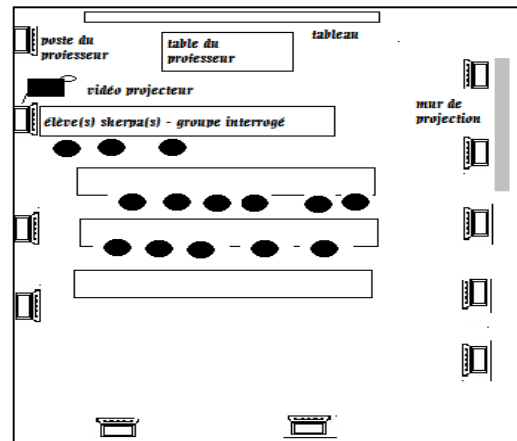 poste du
professeur
table du
professeur
tableau
vidéo projecteur
mur de
projection
élève(s) sherpa(s) - groupe interrogé